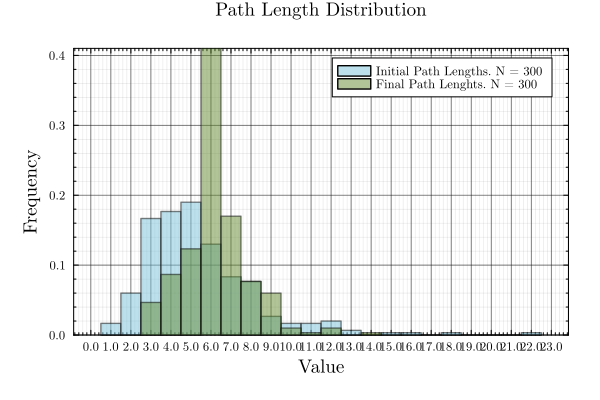 Path Length Distribution
Initial Path Lengths. N = 300
Final Path Lenghts. N = 300
Frequency
0.4
0.3
0.2
0.1
0.0
0.0 1.0 2.0 3.0 4.0 5.0 6.0 7.0 8.0 9.0 10.0 11.0 12.0 13.0 14.0 15.0 16.0 17.0 18.0 19.0 20.0 21.0 22.0 23.0
Value